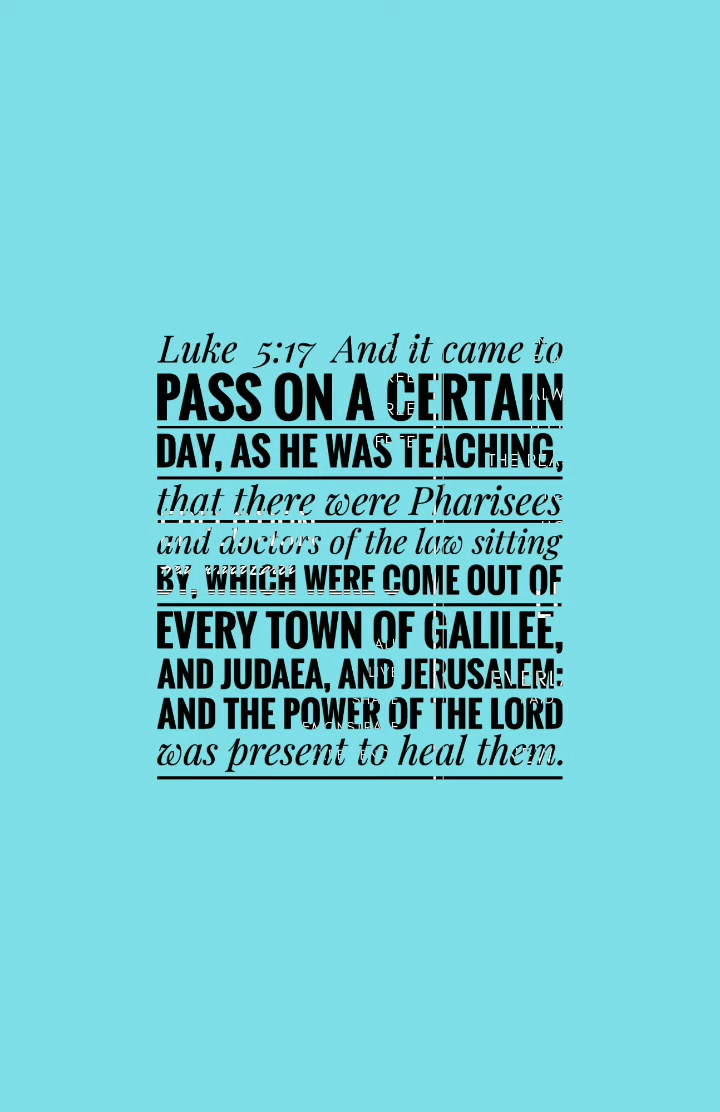 Luke 5:17 And it came to
PASS ON A CERTAIN
DAY, AS HE WAS TEACHING,
that there were Pharisees
and doctors of the law sitting
BY, WHICH WERE COME OUT OF
EVERY TOWN OF GALILEE,
AND JUDAEA, AND JERUSALEM:
AND THE POWER OF THE LORD
was present to heal them.